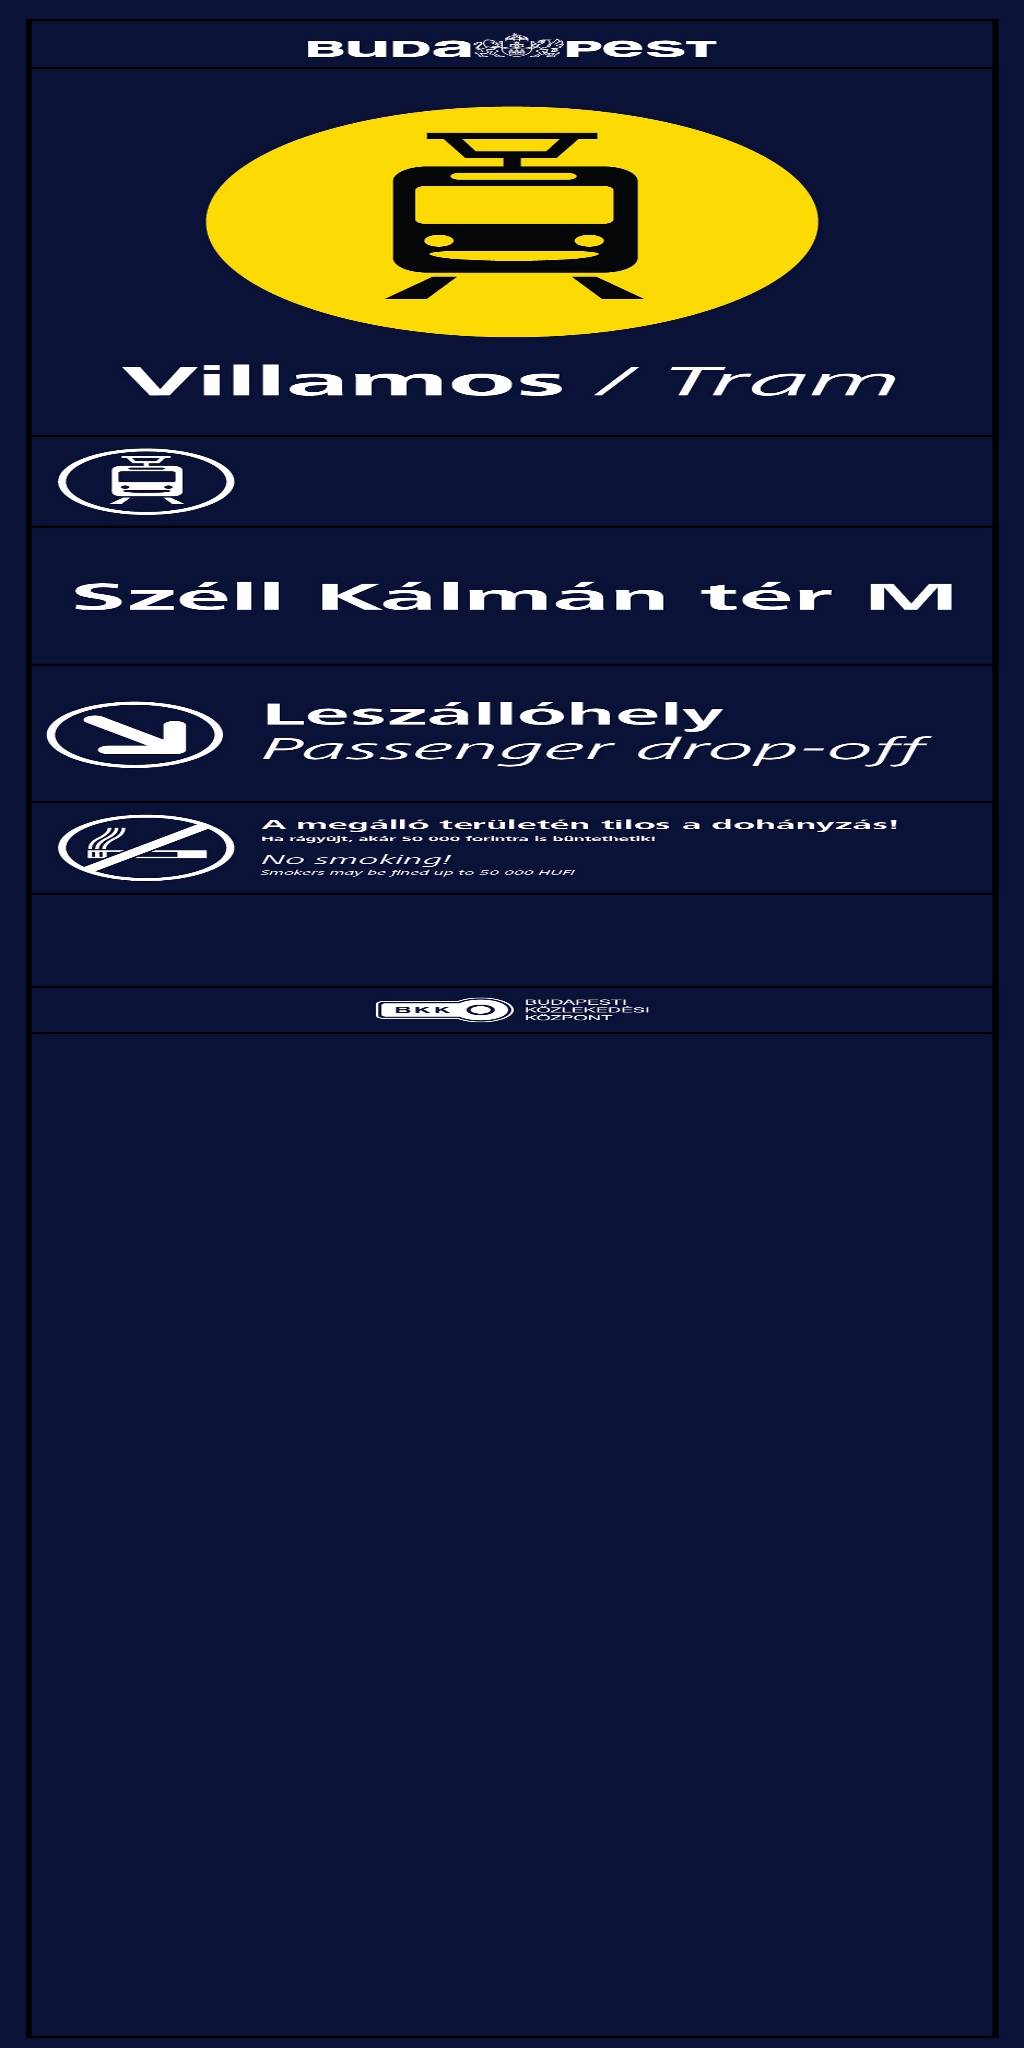 BUDAPEST
Villamos / Tram
Széll Kálmán tér M
Leszállóhely
Passenger drop-off
A megálló területén tilos a dohányzás!
Ha rágyújt, akár 50 000 forintra is büntethetik!
No smoking!
Smokers may be fined up to 50 000 HUF!
BKK BUDAPESTI
KÖZLEKEDÉSI
KÖZPONT